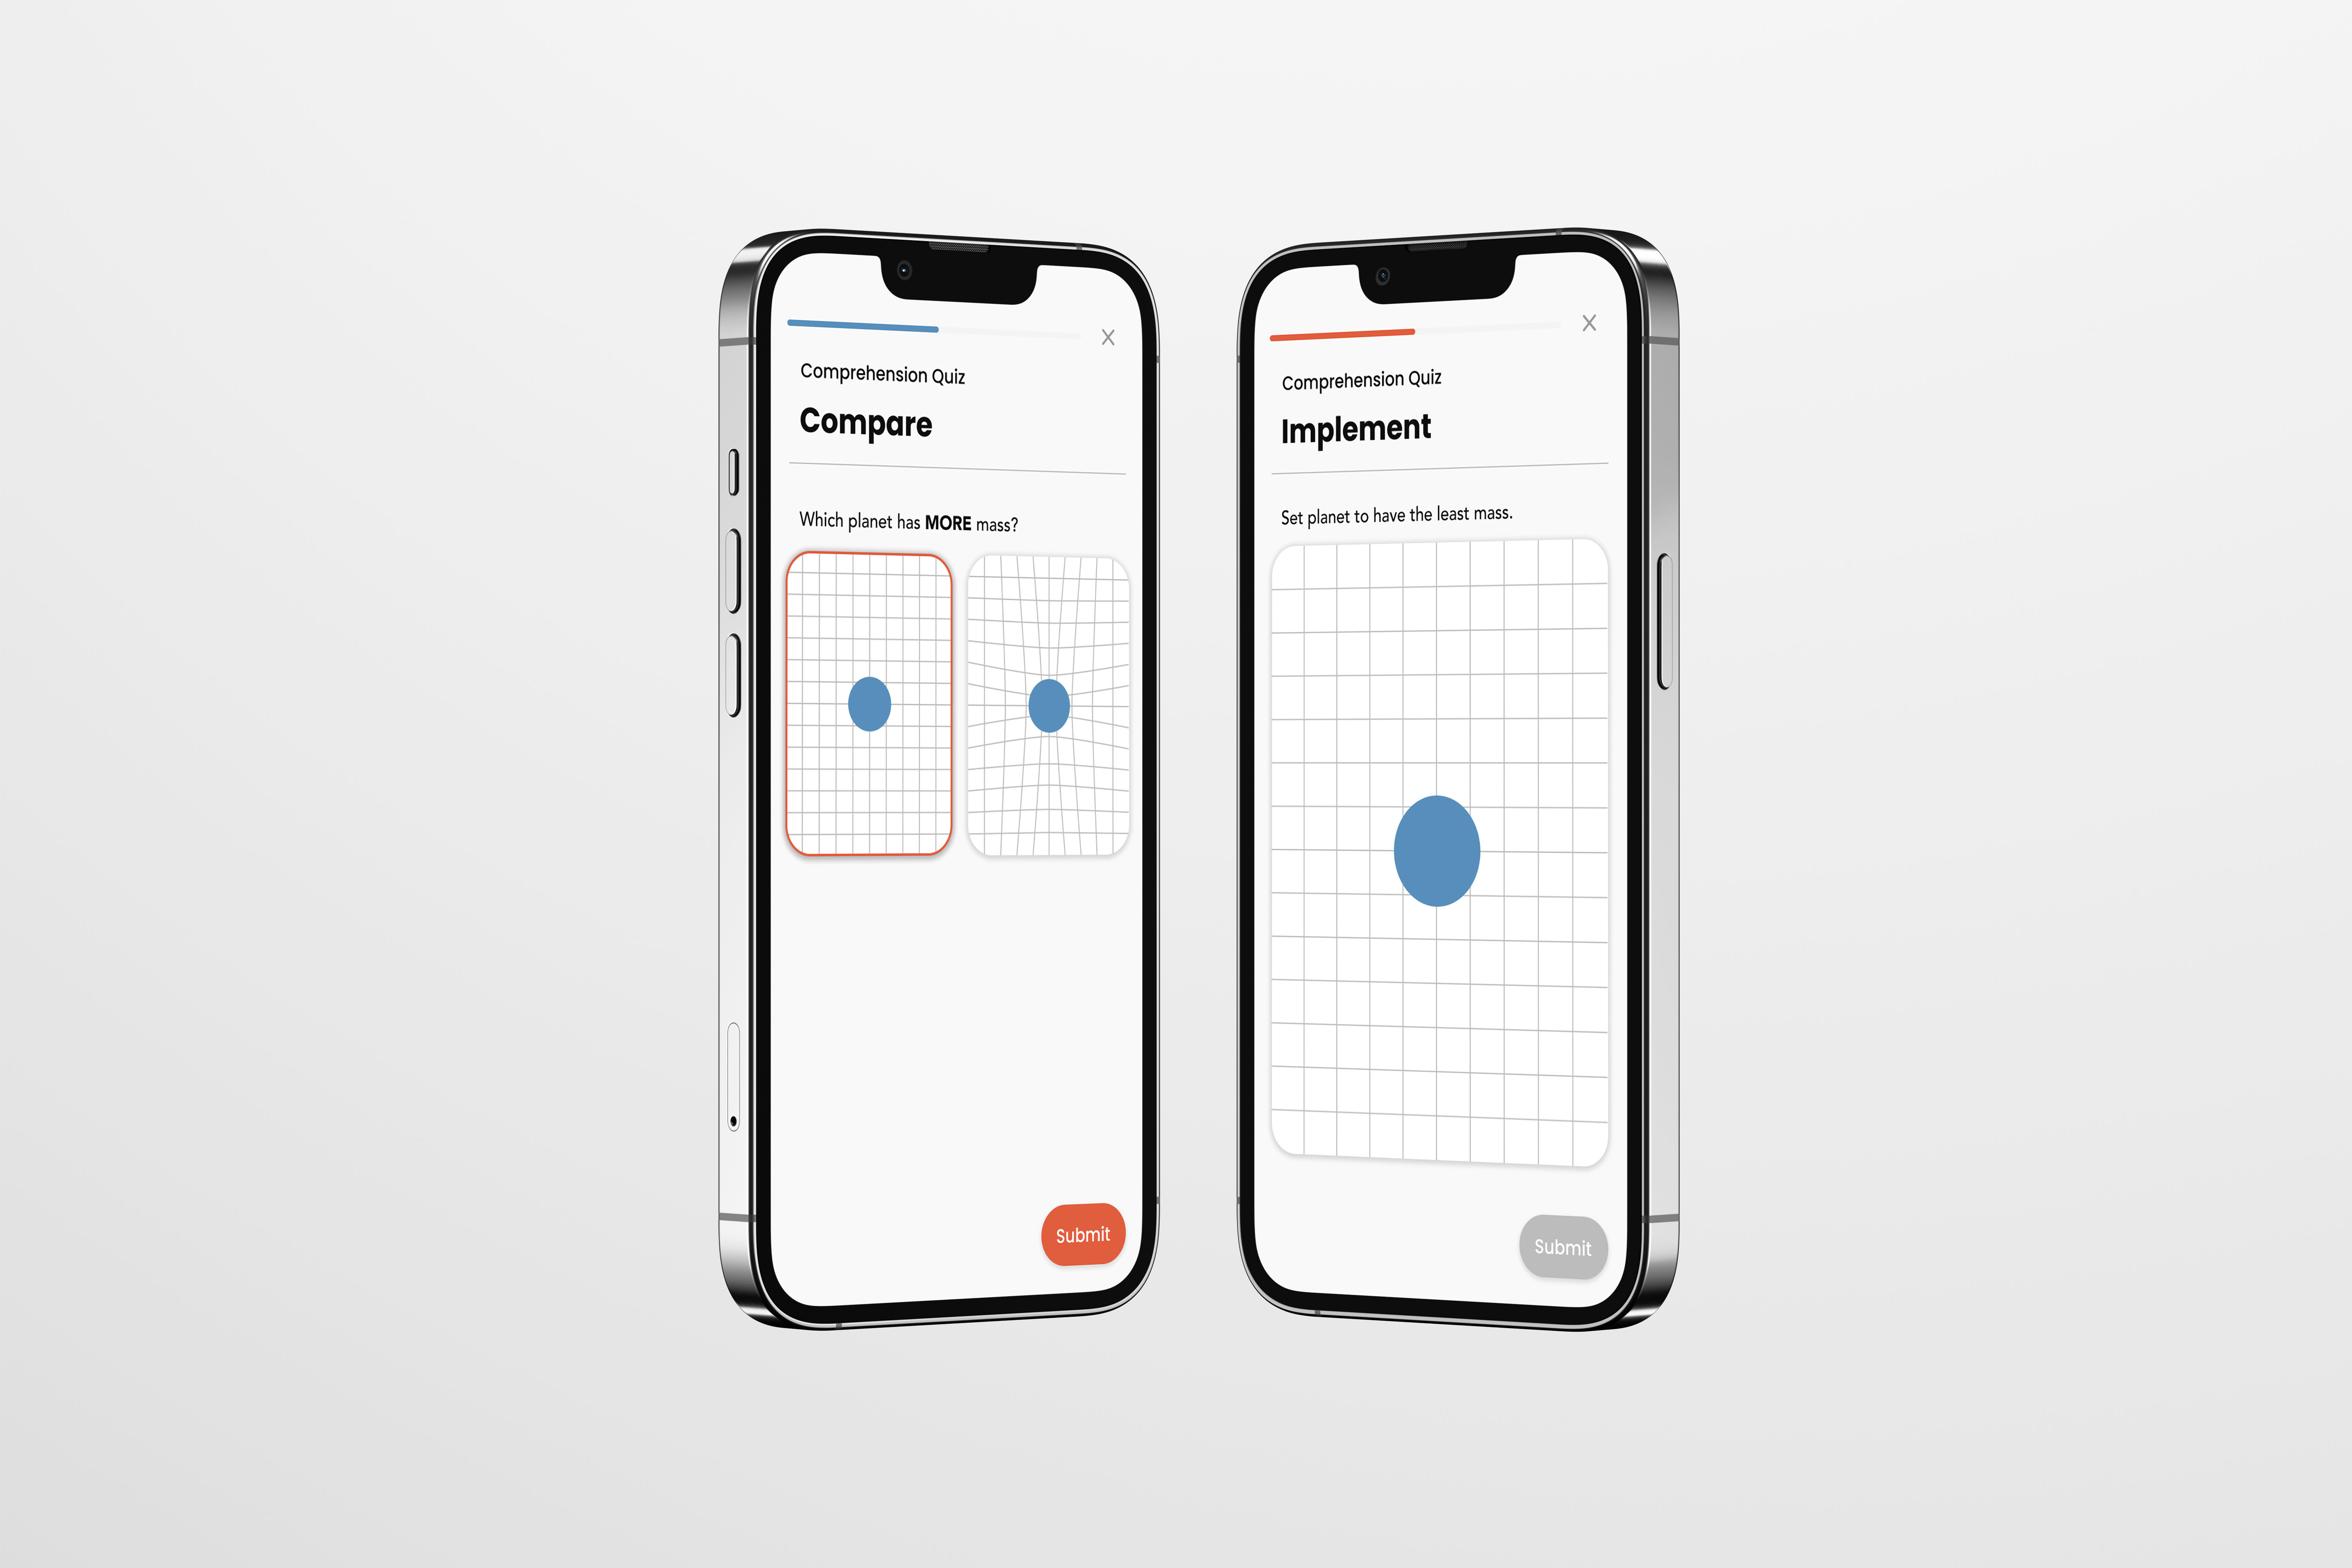 Comprehension Quiz
Compare
Which planet has MORE mass?
Submit
Comprehension Quiz
Implement
Set planet to have the least mass.
Submit